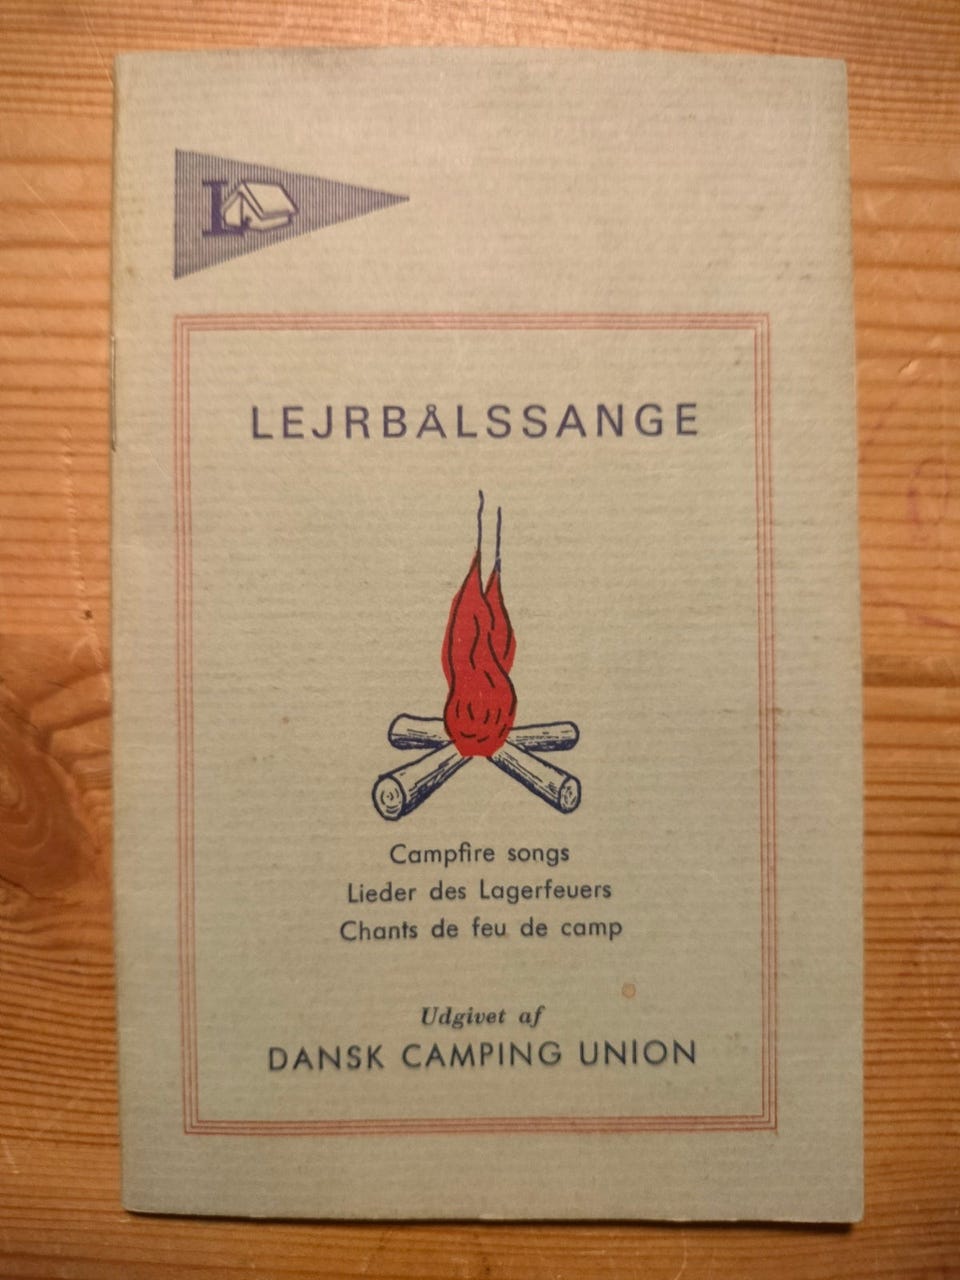 LEJRBÅLSSANGE
Campfire songs
Lieder des Lagerfeuers
Chants de feu de camp
Udgivet af
DANSK CAMPING UNION